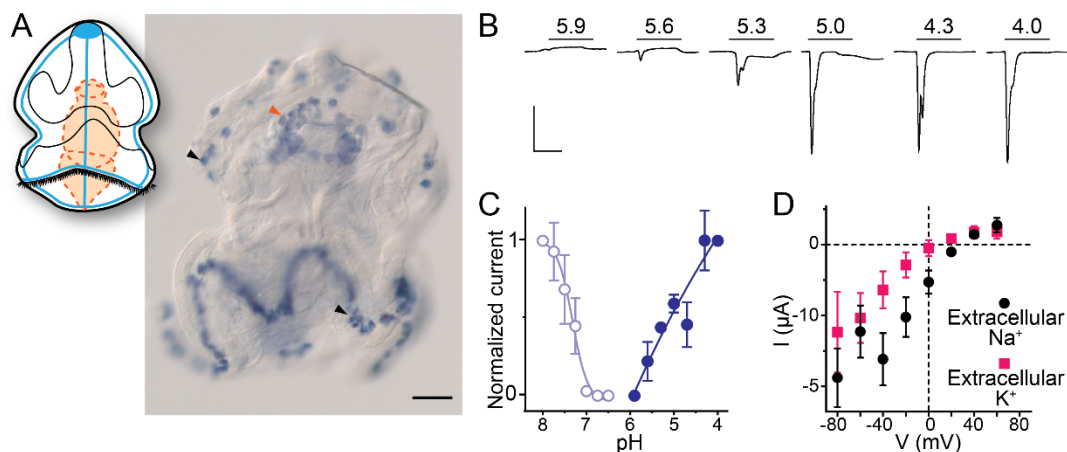 A
B
5.9 5.6 5.3 5.0 4.3 4.0
C
Normalized current
1
0
8 7 6 5 4
pH
D
I (µA)
0
-10
-5
-80 -40 0 40 80
V (mV)
Extracellular
Na⁺
Extracellular
K⁺